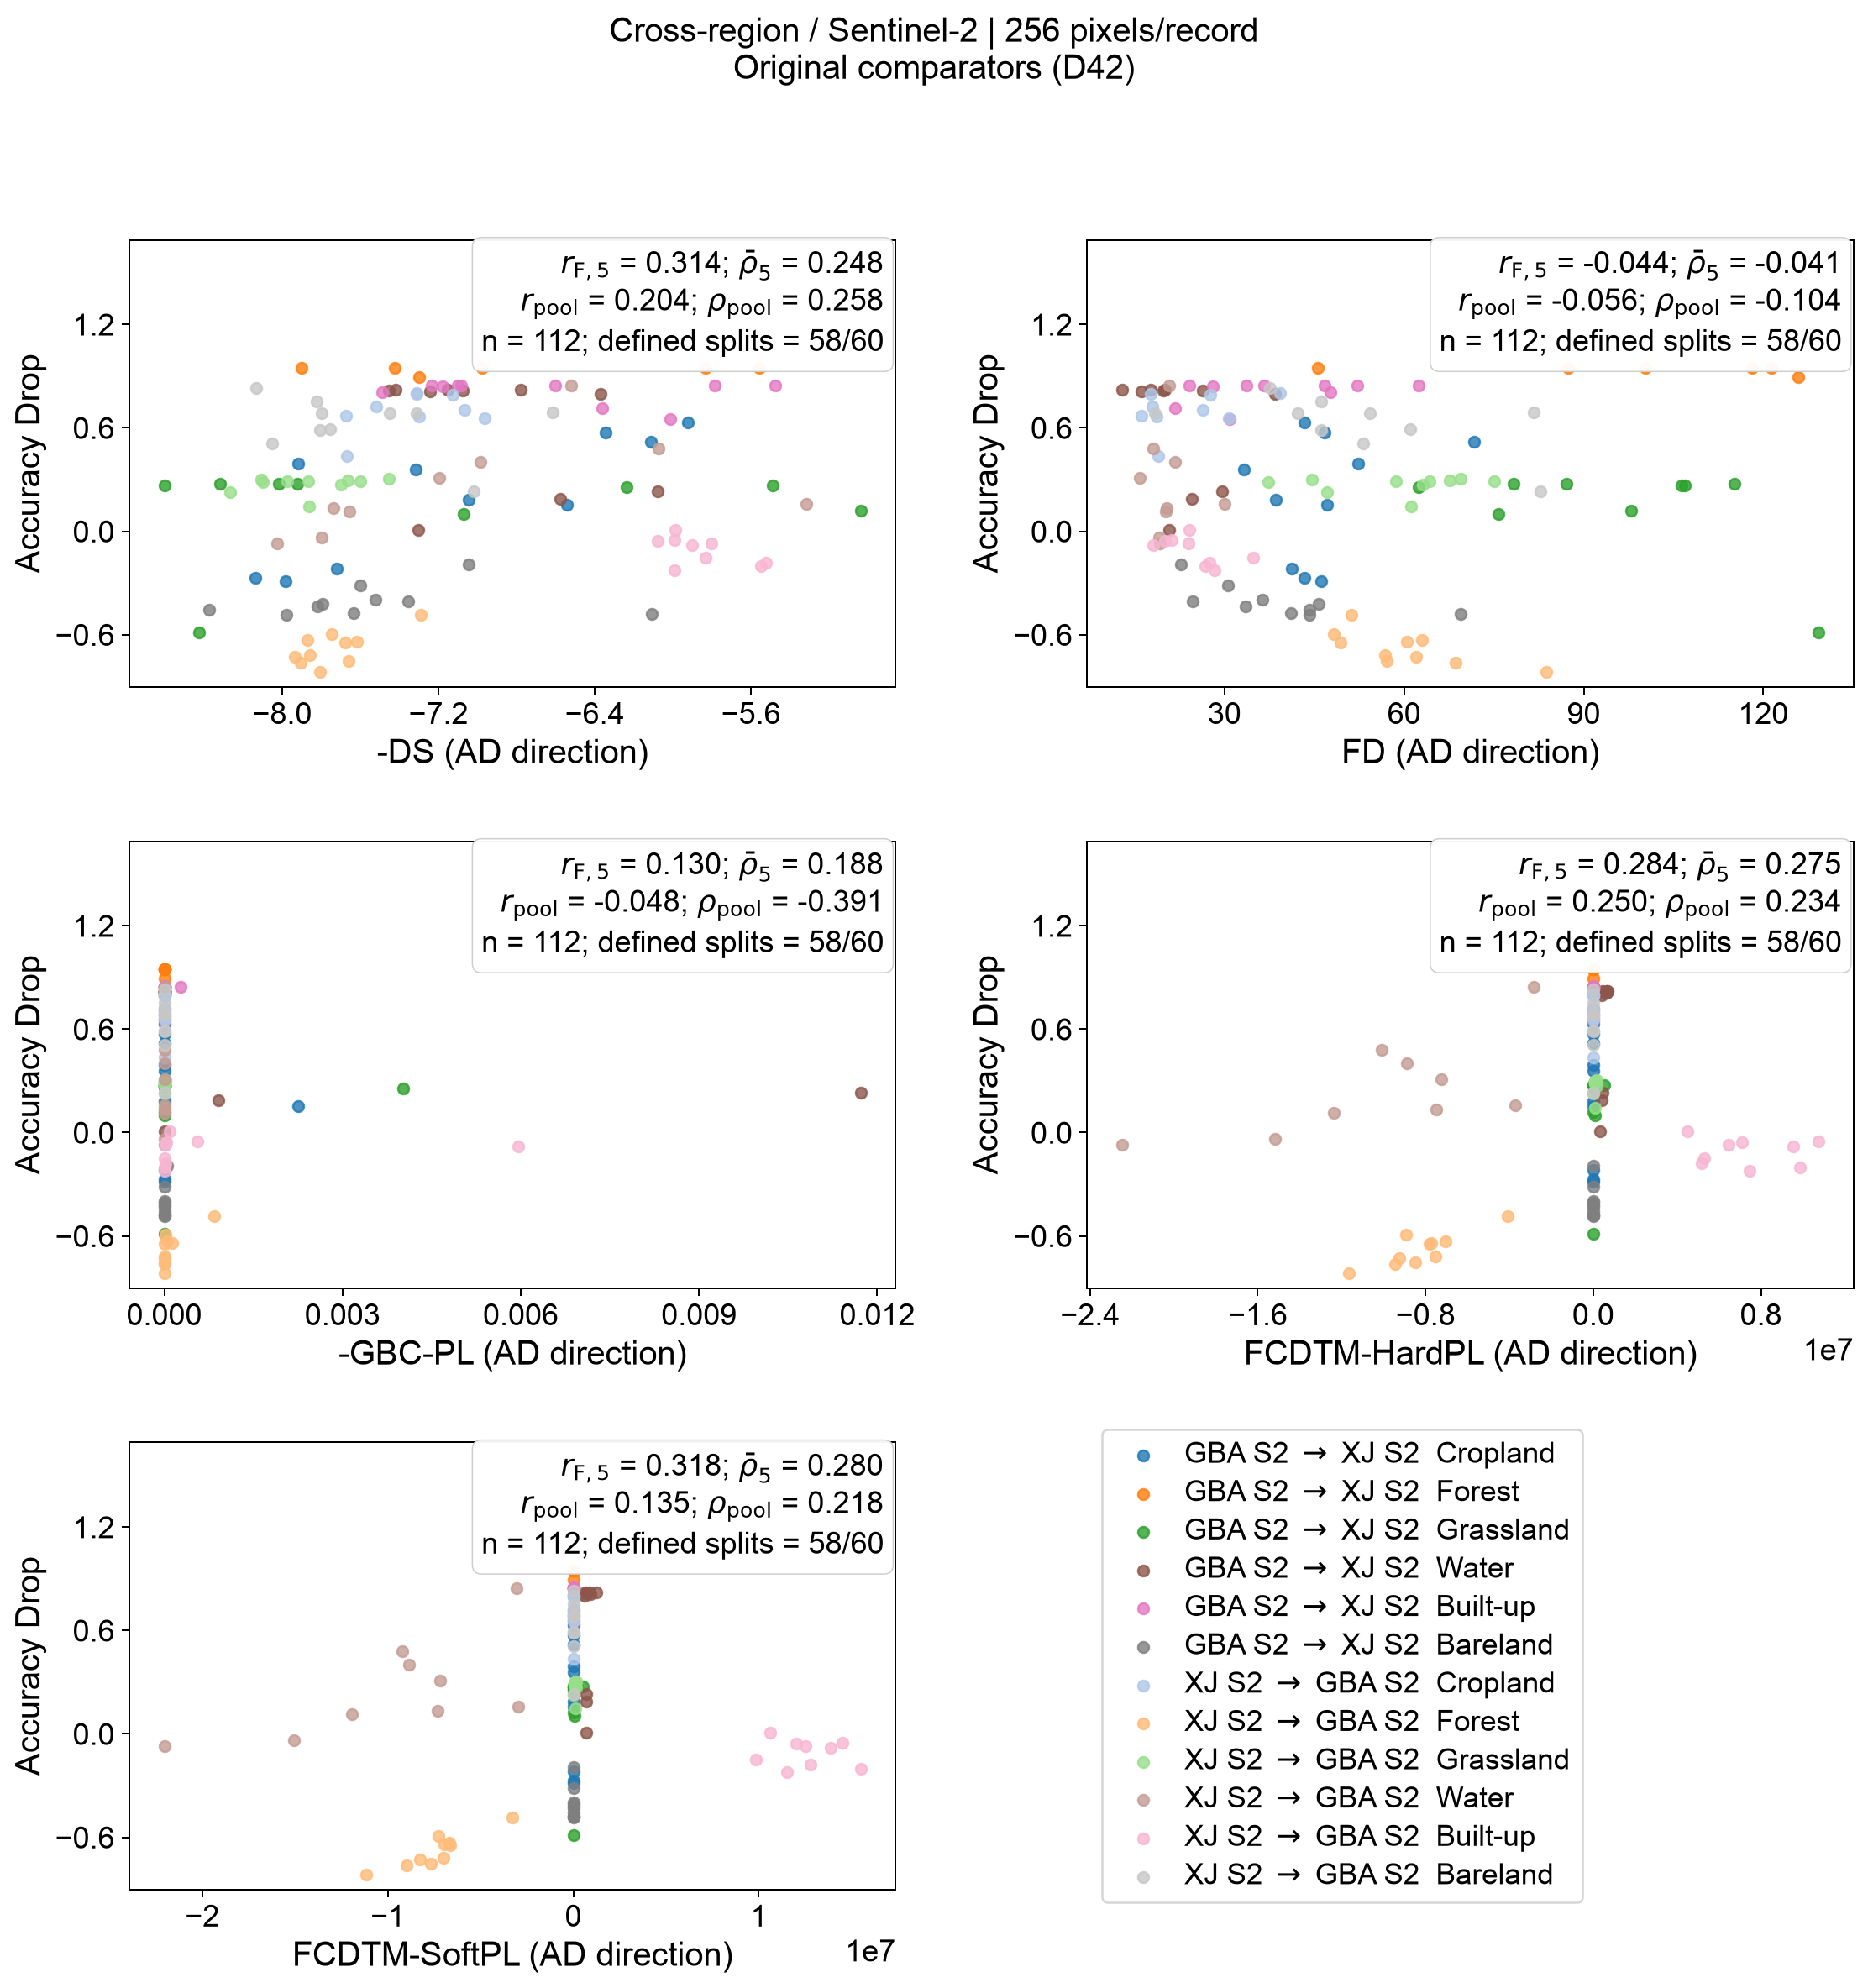 Cross-region / Sentinel-2 | 256 pixels/record
Original comparators (D42)
r_F,5 = 0.314; ρ̄_5 = 0.248
r_pool = 0.204; ρ_pool = 0.258
n = 112; defined splits = 58/60
Accuracy Drop
1.2
0.6
0.0
−0.6
−8.0 −7.2 −6.4 −5.6
-DS (AD direction)
r_F,5 = -0.044; ρ̄_5 = -0.041
r_pool = -0.056; ρ_pool = -0.104
n = 112; defined splits = 58/60
Accuracy Drop
1.2
0.6
0.0
−0.6
30 60 90 120
FD (AD direction)
r_F,5 = 0.130; ρ̄_5 = 0.188
r_pool = -0.048; ρ_pool = -0.391
n = 112; defined splits = 58/60
Accuracy Drop
1.2
0.6
0.0
−0.6
0.000 0.003 0.006 0.009 0.012
-GBC-PL (AD direction)
r_F,5 = 0.284; ρ̄_5 = 0.275
r_pool = 0.250; ρ_pool = 0.234
n = 112; defined splits = 58/60
Accuracy Drop
1.2
0.6
0.0
−0.6
−2.4 −1.6 −0.8 0.0 0.8
1e7
FCDTM-HardPL (AD direction)
r_F,5 = 0.318; ρ̄_5 = 0.280
r_pool = 0.135; ρ_pool = 0.218
n = 112; defined splits = 58/60
Accuracy Drop
1.2
0.6
0.0
−0.6
−2 −1 0 1
1e7
FCDTM-SoftPL (AD direction)
GBA S2 → XJ S2 Cropland
GBA S2 → XJ S2 Forest
GBA S2 → XJ S2 Grassland
GBA S2 → XJ S2 Water
GBA S2 → XJ S2 Built-up
GBA S2 → XJ S2 Bareland
XJ S2 → GBA S2 Cropland
XJ S2 → GBA S2 Forest
XJ S2 → GBA S2 Grassland
XJ S2 → GBA S2 Water
XJ S2 → GBA S2 Built-up
XJ S2 → GBA S2 Bareland